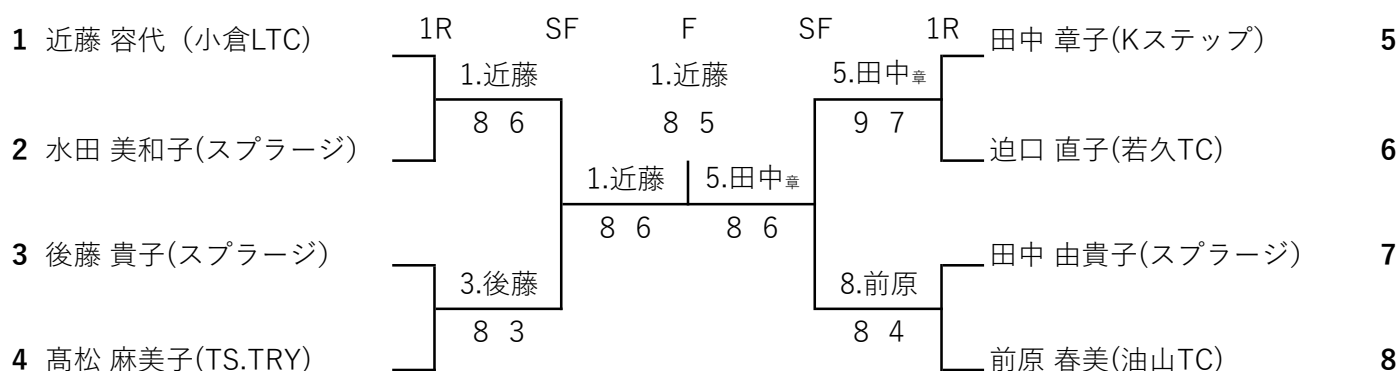 1R SF F SF 1R
1 近藤 容代（小倉LTC) 田中 章子(Kステップ） 5
1.近藤 1.近藤 5.田中章
8 6 8 5 9 7
2 水田 美和子(スプラージ） 迫口 直子(若久TC) 6
1.近藤 5.田中章
8 6 8 6
3 後藤 貴子(スプラージ） 田中 由貴子(スプラージ） 7
3.後藤 8.前原
8 3 8 4
4 髙松 麻美子(TS.TRY) 前原 春美(油山TC) 8